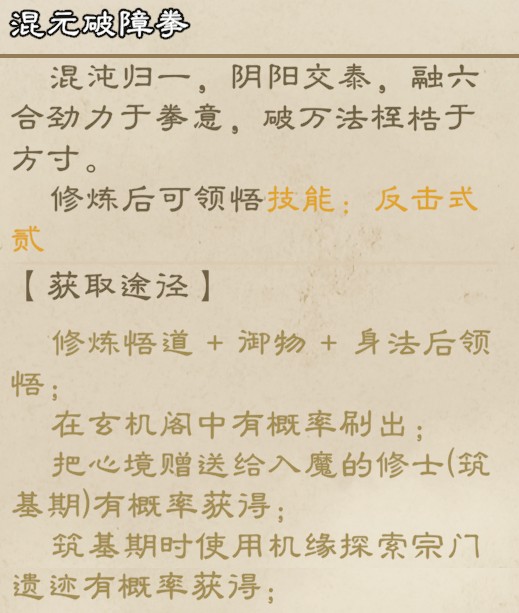 混元破障拳
混沌归一，阴阳交泰，融六
合劲力于拳意，破万法桎梏于
方寸。
修炼后可领悟技能：反击式
贰
【获取途径】
修炼悟道 + 御物 + 身法后领
悟；
在玄机阁中有概率刷出；
把心境赠送给入魔的修士(筑
基期)有概率获得；
筑基期时使用机缘探索宗门
遗迹有概率获得；